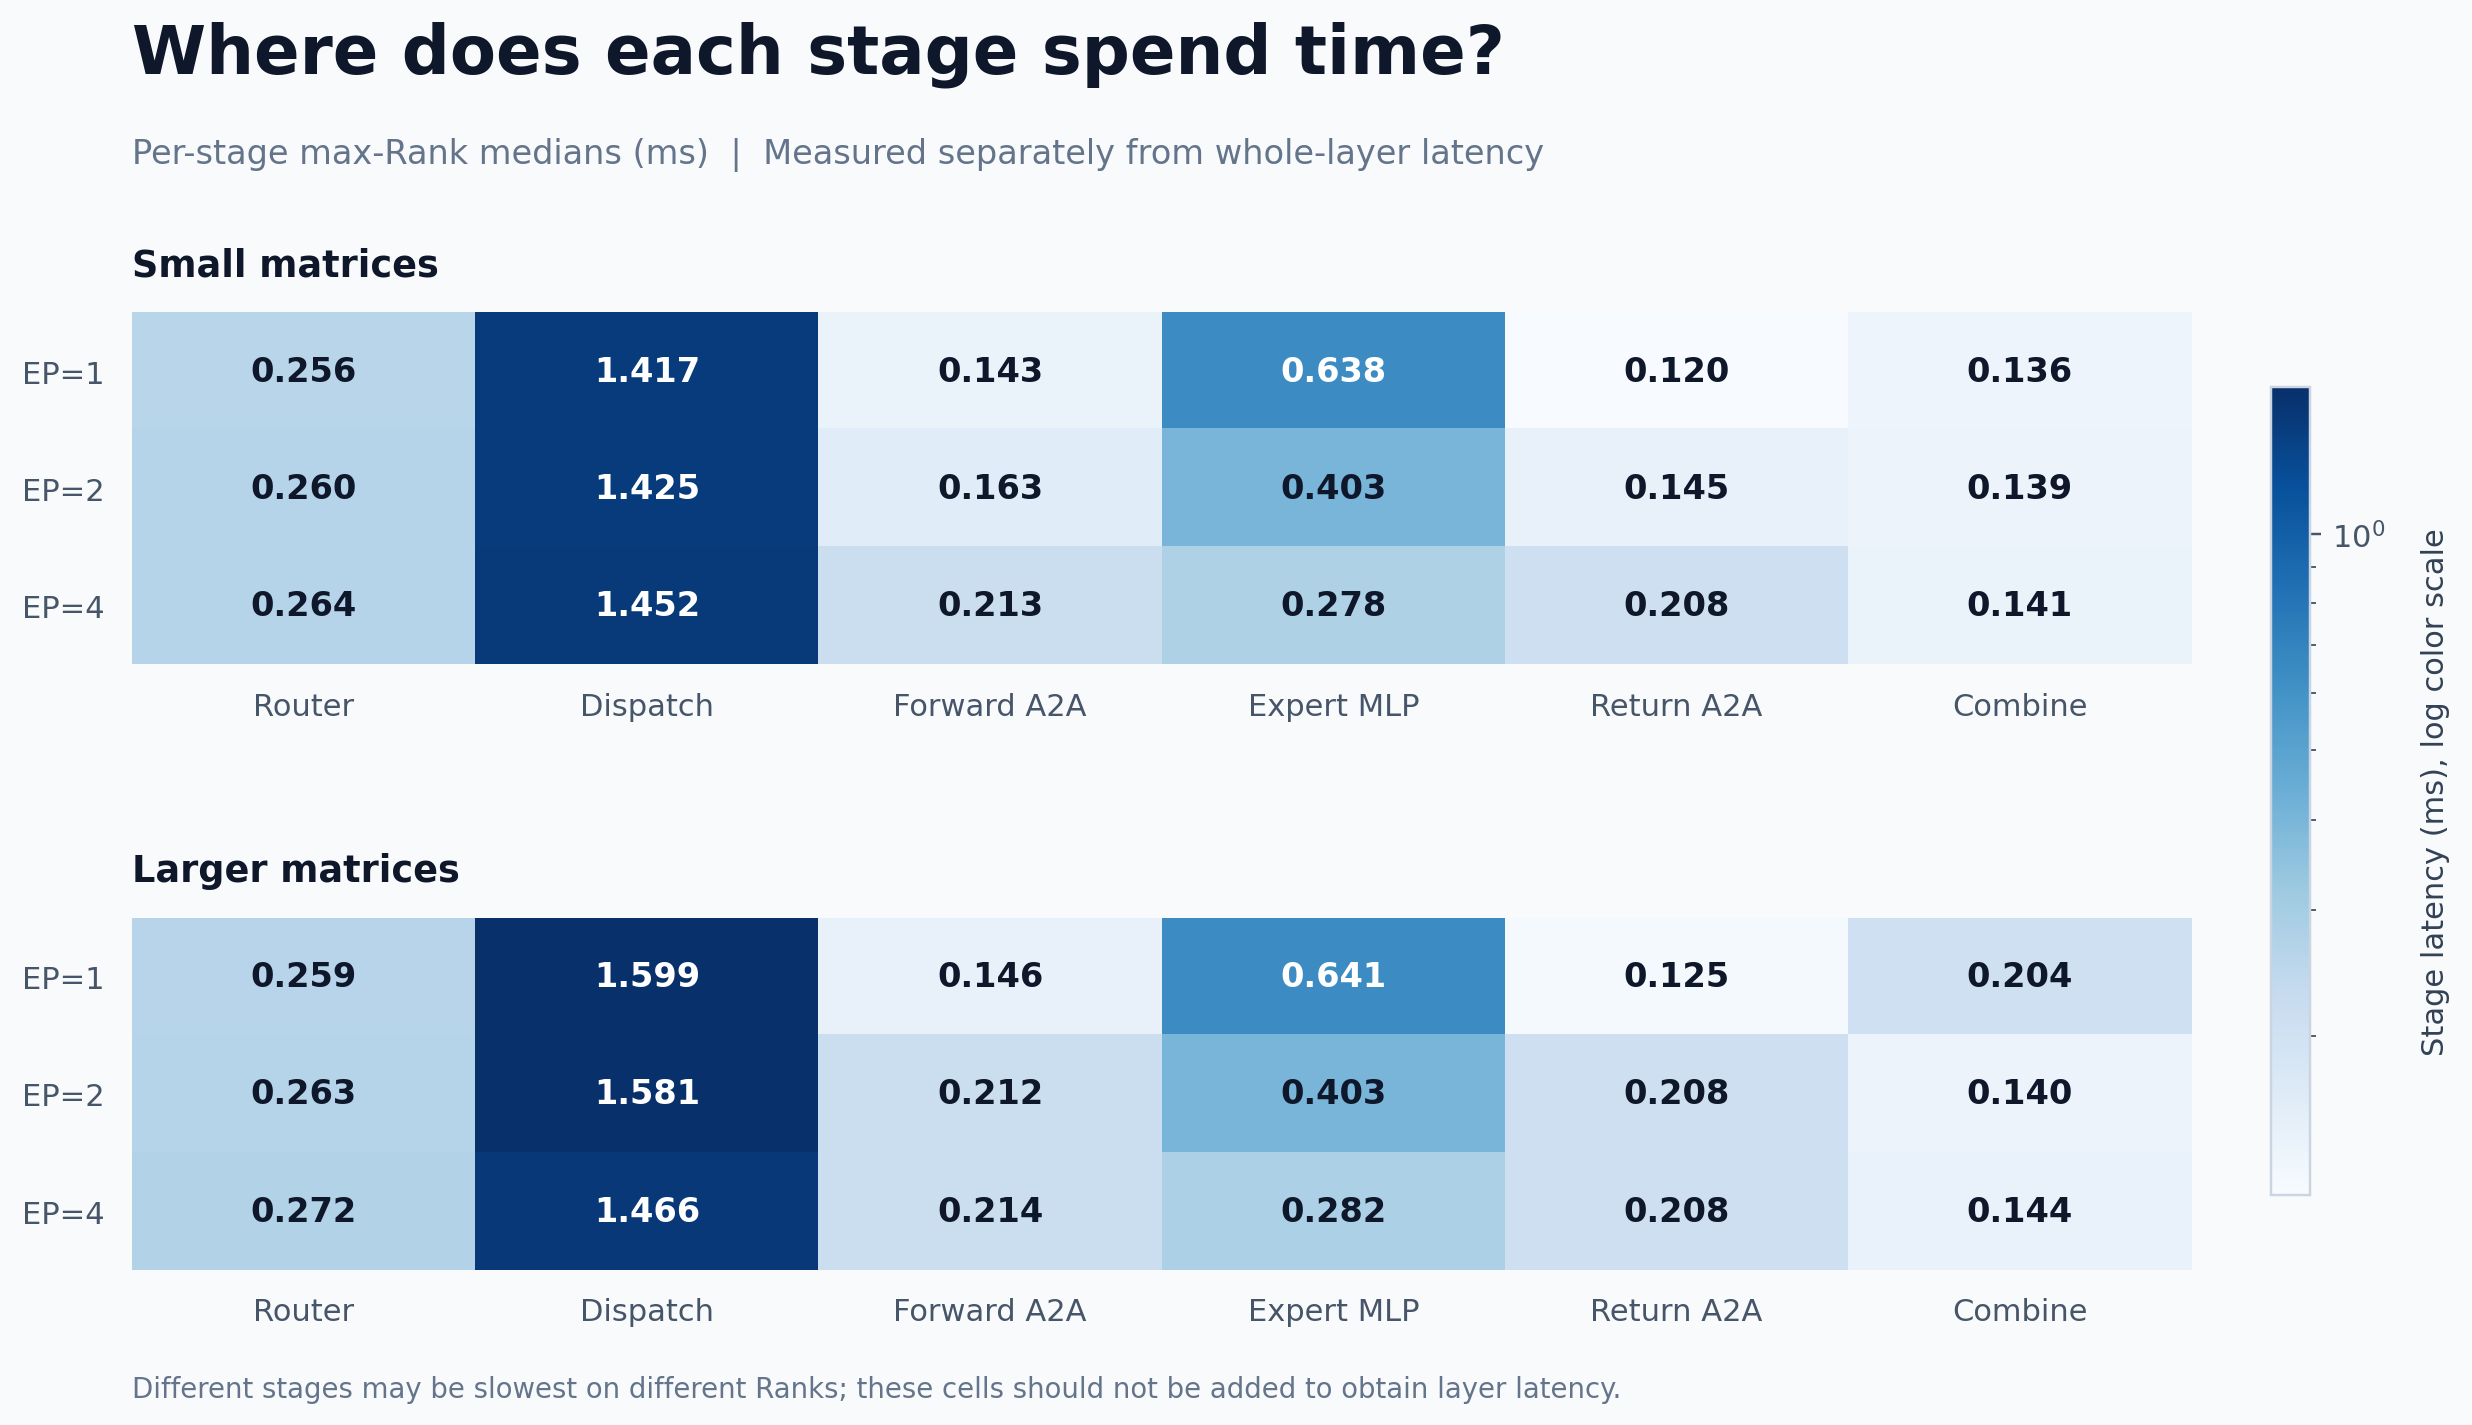 Where does each stage spend time?
Per-stage max-Rank medians (ms) | Measured separately from whole-layer latency
Small matrices
EP=1 0.256 1.417 0.143 0.638 0.120 0.136
EP=2 0.260 1.425 0.163 0.403 0.145 0.139
EP=4 0.264 1.452 0.213 0.278 0.208 0.141
Router Dispatch Forward A2A Expert MLP Return A2A Combine
Larger matrices
EP=1 0.259 1.599 0.146 0.641 0.125 0.204
EP=2 0.263 1.581 0.212 0.403 0.208 0.140
EP=4 0.272 1.466 0.214 0.282 0.208 0.144
Router Dispatch Forward A2A Expert MLP Return A2A Combine
10⁰
Stage latency (ms), log color scale
Different stages may be slowest on different Ranks; these cells should not be added to obtain layer latency.